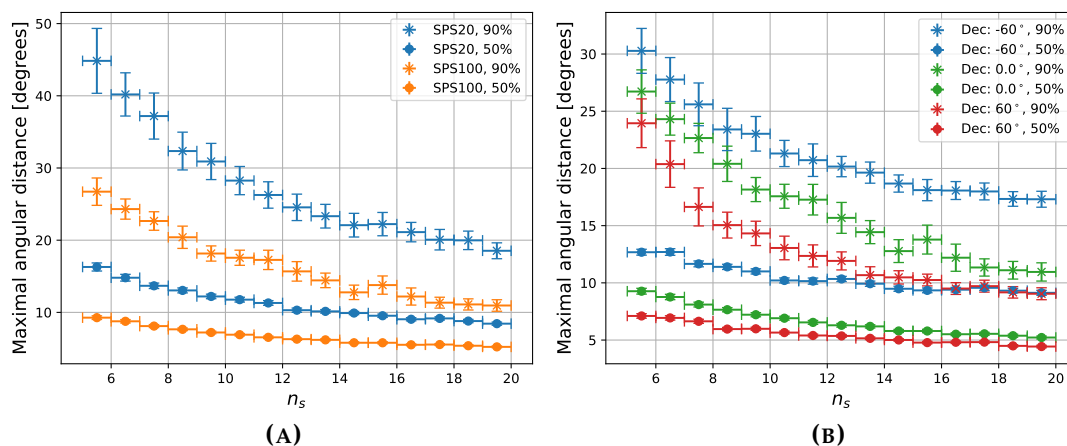 50
40
30
20
10
6 8 10 12 14 16 18 20
Maximal angular distance [degrees]
n_s
SPS20, 90%
SPS20, 50%
SPS100, 90%
SPS100, 50%
(A)
30
25
20
15
10
5
6 8 10 12 14 16 18 20
Maximal angular distance [degrees]
n_s
Dec: -60°, 90%
Dec: -60°, 50%
Dec: 0.0°, 90%
Dec: 0.0°, 50%
Dec: 60°, 90%
Dec: 60°, 50%
(B)